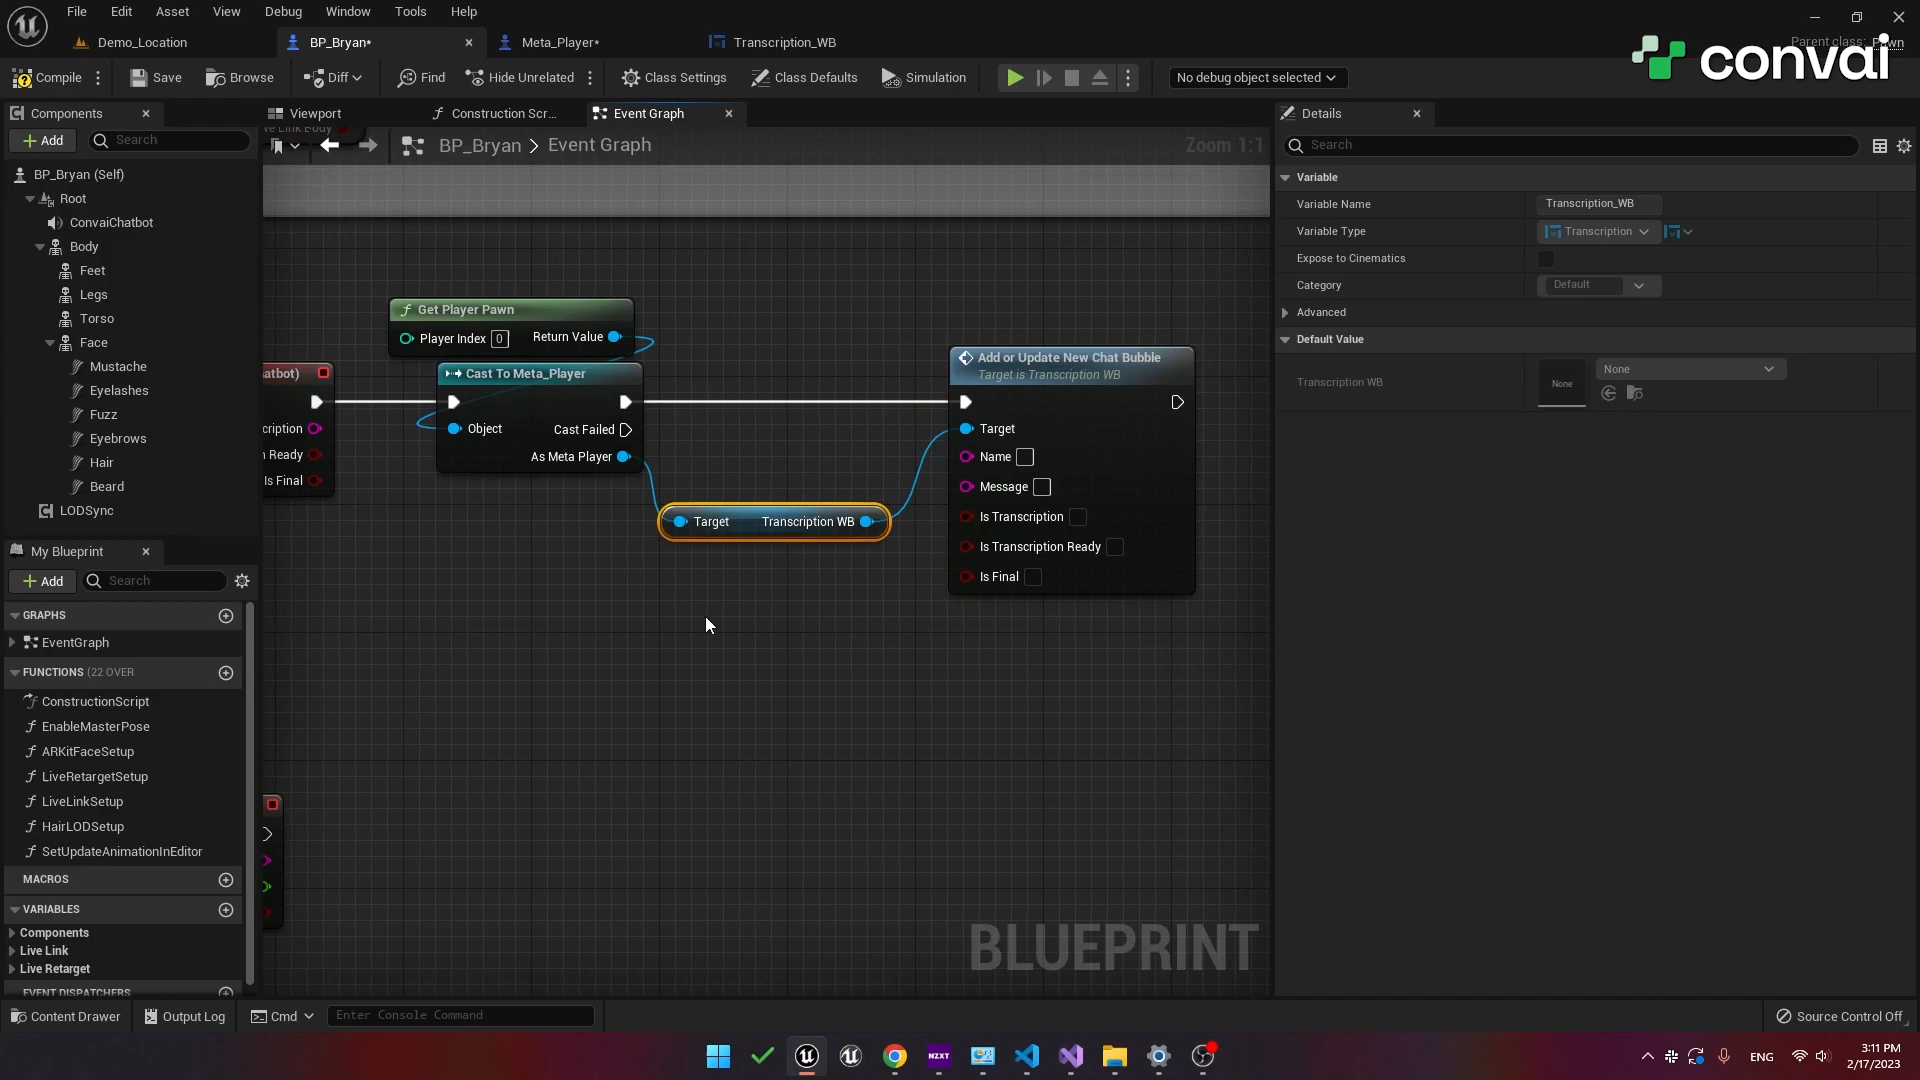 File Edit Asset View Debug Window Tools Help
Demo_Location
BP_Bryan*
Meta_Player*
Transcription_WB
Parent class: Pawn
convai
Compile
Save
Browse
Diff
Find
Hide Unrelated
Class Settings
Class Defaults
Simulation
No debug object selected
Components
Add
Search
BP_Bryan (Self)
Root
ConvaiChatbot
Body
Feet
Legs
Torso
Face
Mustache
Eyelashes
Fuzz
Eyebrows
Hair
Beard
LODSync
My Blueprint
Add
Search
GRAPHS
EventGraph
FUNCTIONS (22 OVER
ConstructionScript
EnableMasterPose
ARKitFaceSetup
LiveRetargetSetup
LiveLinkSetup
HairLODSetup
SetUpdateAnimationInEditor
MACROS
VARIABLES
Components
Live Link
Live Retarget
EVENT DISPATCHERS
Viewport
Construction Scr...
Event Graph
ve Link Body
BP_Bryan > Event Graph
Zoom 1:1
Get Player Pawn
Player Index 0
Return Value
atbot)
cription
n Ready
Is Final
Cast To Meta_Player
Object
Cast Failed
As Meta Player
Target
Transcription WB
Add or Update New Chat Bubble
Target is Transcription WB
Target
Name
Message
Is Transcription
Is Transcription Ready
Is Final
BLUEPRINT
Details
Search
Variable
Variable Name
Transcription_WB
Variable Type
Transcription
Expose to Cinematics
Category
Default
Advanced
Default Value
Transcription WB
None
None
Content Drawer
Output Log
Cmd
Enter Console Command
Source Control Off
NZXT
ENG
3:11 PM
2/17/2023